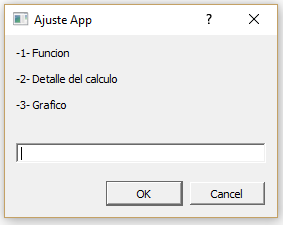 Ajuste App
-1- Funcion
-2- Detalle del calculo
-3- Grafico
OK
Cancel